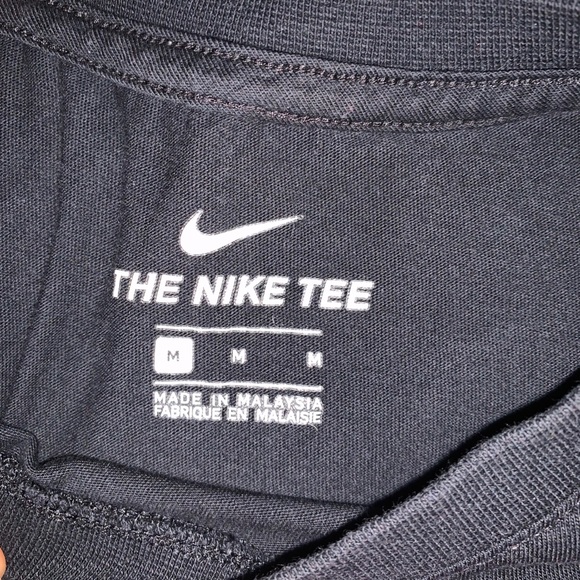 THE NIKE TEE
M M M
MADE IN MALAYSIA
FABRIQUE EN MALAISIE